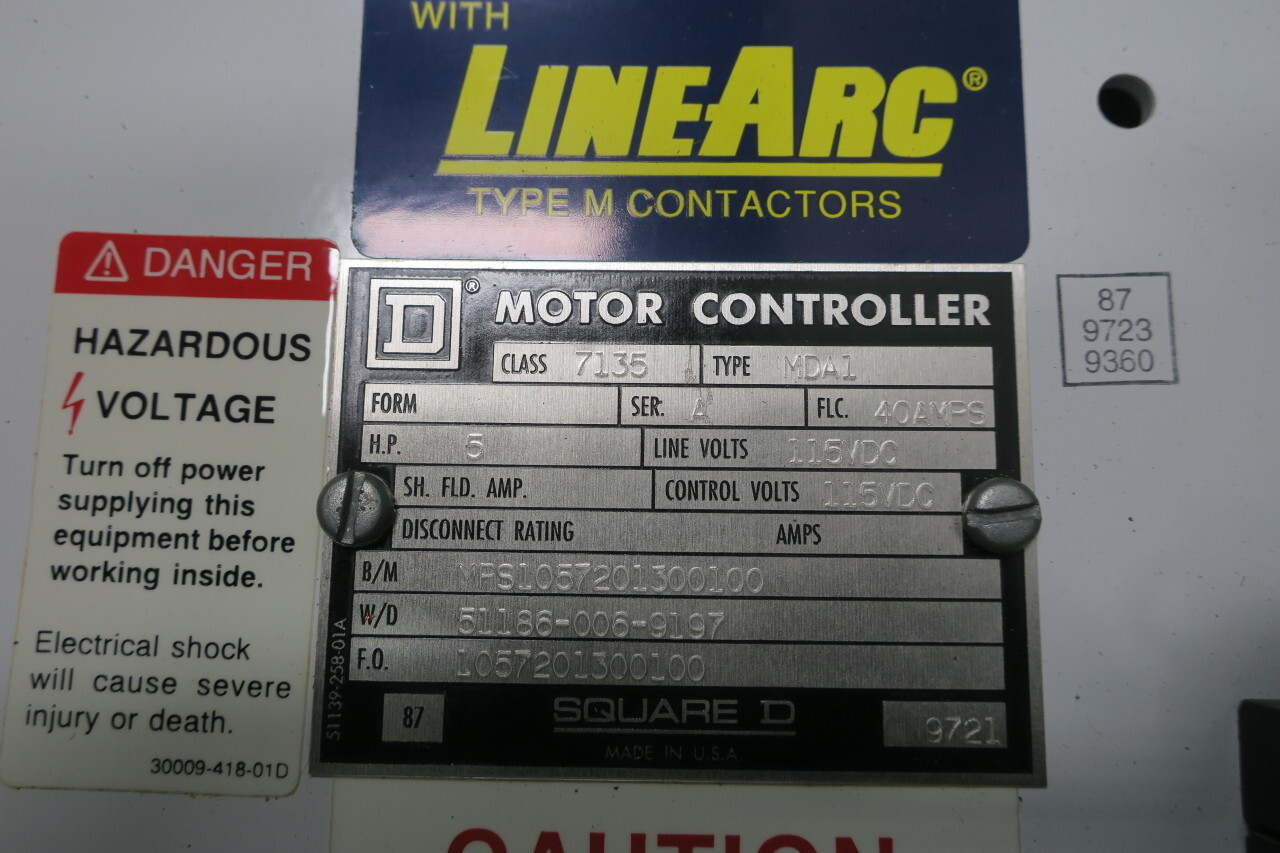 WITH
LINE-ARC®
TYPE M CONTACTORS
DANGER
HAZARDOUS
VOLTAGE
Turn off power
supplying this
equipment before
working inside.
Electrical shock
will cause severe
injury or death.
30009-418-01D
D® MOTOR CONTROLLER
CLASS 7135 TYPE MDA1
FORM SER. A FLC. 40AMPS
H.P. 5 LINE VOLTS 115VDC
SH. FLD. AMP. CONTROL VOLTS 115VDC
DISCONNECT RATING AMPS
B/M MPS1057201300100
W/D 51186-006-9197
F.O. 1057201300100
51139-258-01A
87 SQUARE D 9721
MADE IN U.S.A.
87
9723
9360
CAUTION